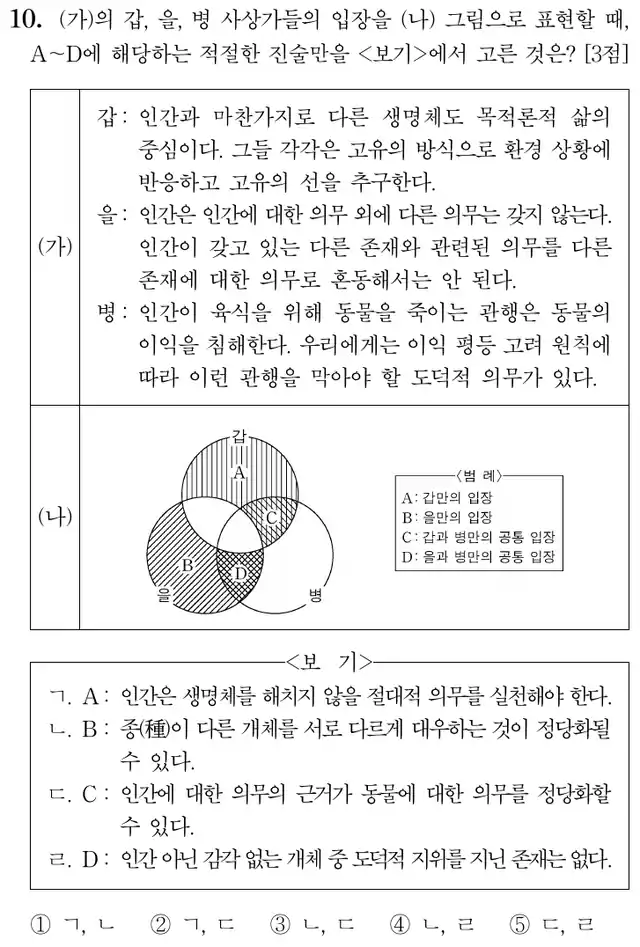 10. (가)의 갑, 을, 병 사상가들의 입장을 (나) 그림으로 표현할 때,
A~D에 해당하는 적절한 진술만을 <보기>에서 고른 것은? [3점]
(가)
갑: 인간과 마찬가지로 다른 생명체도 목적론적 삶의
중심이다. 그들 각각은 고유의 방식으로 환경 상황에
반응하고 고유의 선을 추구한다.
을: 인간은 인간에 대한 의무 외에 다른 의무는 갖지 않는다.
인간이 갖고 있는 다른 존재와 관련된 의무를 다른
존재에 대한 의무로 혼동해서는 안 된다.
병: 인간이 육식을 위해 동물을 죽이는 관행은 동물의
이익을 침해한다. 우리에게는 이익 평등 고려 원칙에
따라 이런 관행을 막아야 할 도덕적 의무가 있다.
(나)
갑
A
C
B
D
을
병
<범 례>
A: 갑만의 입장
B: 을만의 입장
C: 갑과 병만의 공통 입장
D: 을과 병만의 공통 입장
<보 기>
ㄱ. A: 인간은 생명체를 해치지 않을 절대적 의무를 실천해야 한다.
ㄴ. B: 종(種)이 다른 개체를 서로 다르게 대우하는 것이 정당화될
수 있다.
ㄷ. C: 인간에 대한 의무의 근거가 동물에 대한 의무를 정당화할
수 있다.
ㄹ. D: 인간 아닌 감각 없는 개체 중 도덕적 지위를 지닌 존재는 없다.
① ㄱ, ㄴ ② ㄱ, ㄷ ③ ㄴ, ㄷ ④ ㄴ, ㄹ ⑤ ㄷ, ㄹ